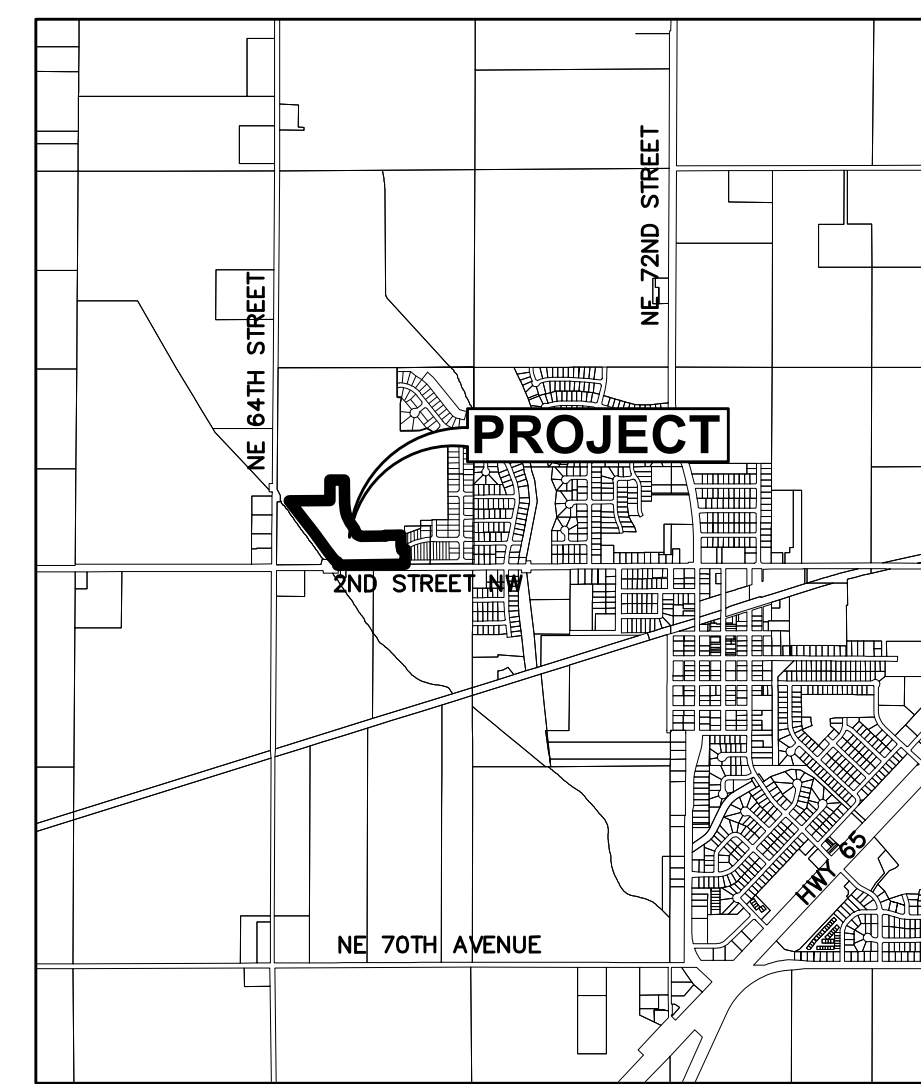 NE 72ND STREET
NE 64TH STREET
PROJECT
2ND STREET NW
HWY 65
NE 70TH AVENUE